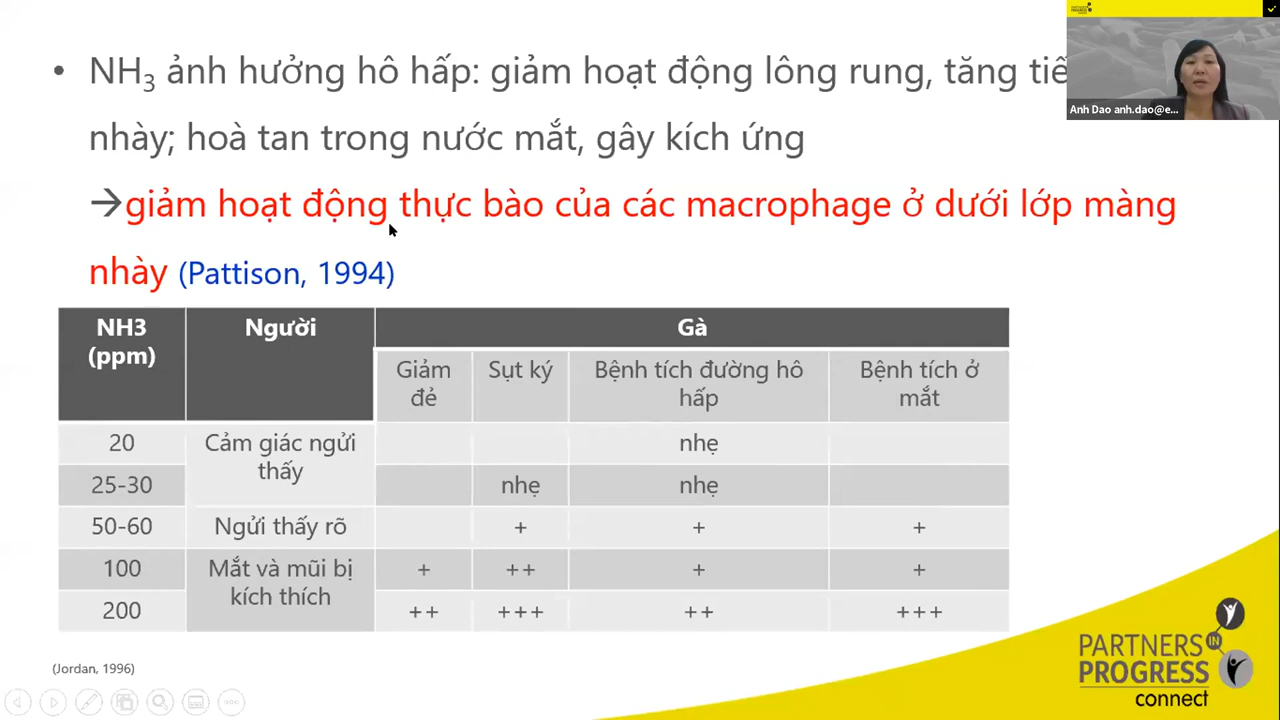 • NH3 ảnh hưởng hô hấp: giảm hoạt động lông rung, tăng
nhày; hoà tan trong nước mắt, gây kích ứng
→giảm hoạt động thực bào của các macrophage ở dưới lớp màng
nhày (Pattison, 1994)
NH3 (ppm) Người Gà
Giảm đẻ Sụt ký Bệnh tích đường hô hấp Bệnh tích ở mắt
20 Cảm giác ngửi thấy nhẹ
25-30 nhẹ nhẹ
50-60 Ngửi thấy rõ + + +
100 Mắt và mũi bị kích thích + ++ + +
200 ++ +++ ++ +++
(Jordan, 1996)
Anh Dao anh.dao@e...
PARTNERS IN
PROGRESS
connect